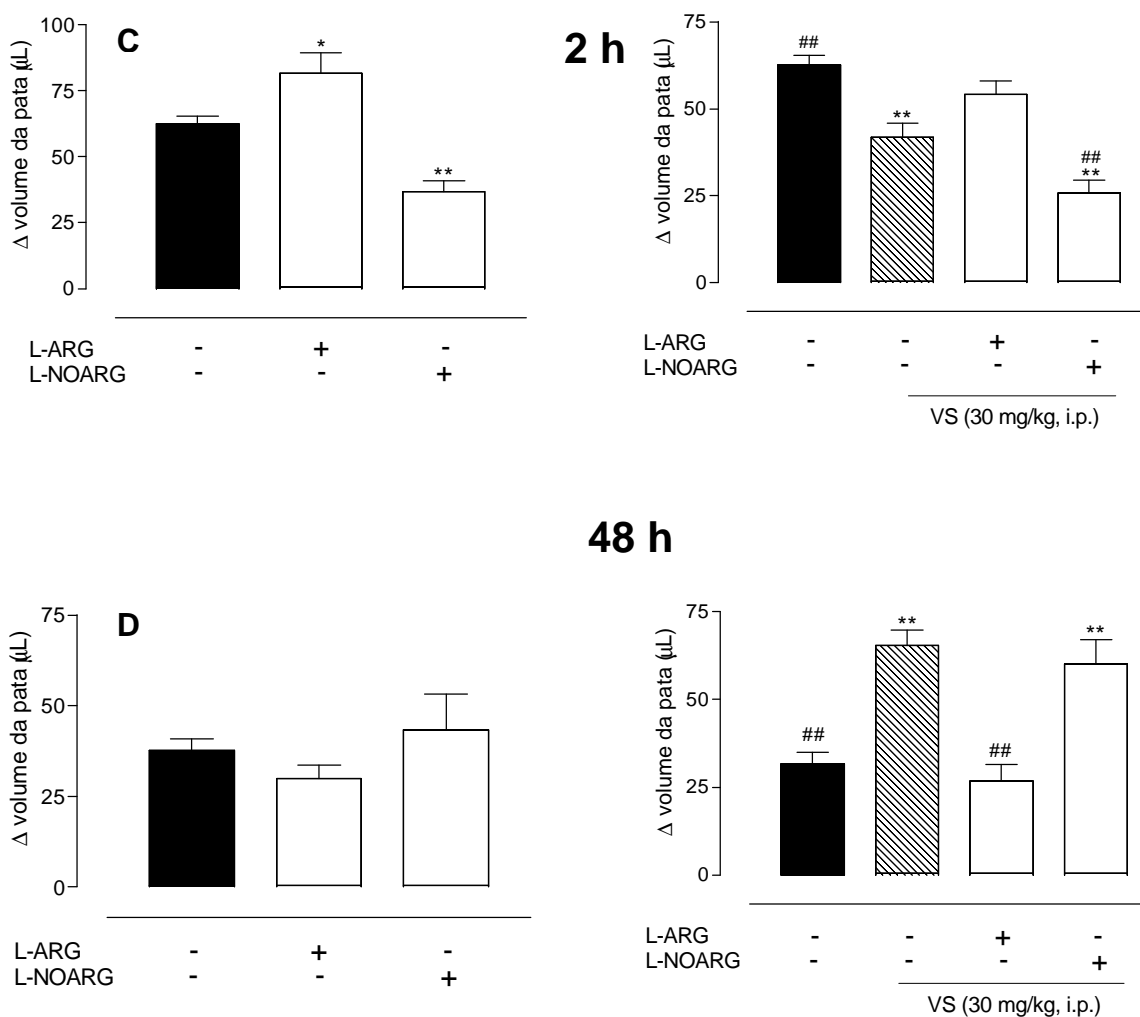 C
2 h
Δ volume da pata (μL)
100
75
50
25
0
*
**
L-ARG - + -
L-NOARG - - +
Δ volume da pata (μL)
75
50
25
0
##
**
##
**
L-ARG - - + -
L-NOARG - - - +
VS (30 mg/kg, i.p.)
48 h
D
Δ volume da pata (μL)
75
50
25
0
L-ARG - + -
L-NOARG - - +
Δ volume da pata (μL)
75
50
25
0
##
**
##
**
L-ARG - - + -
L-NOARG - - - +
VS (30 mg/kg, i.p.)